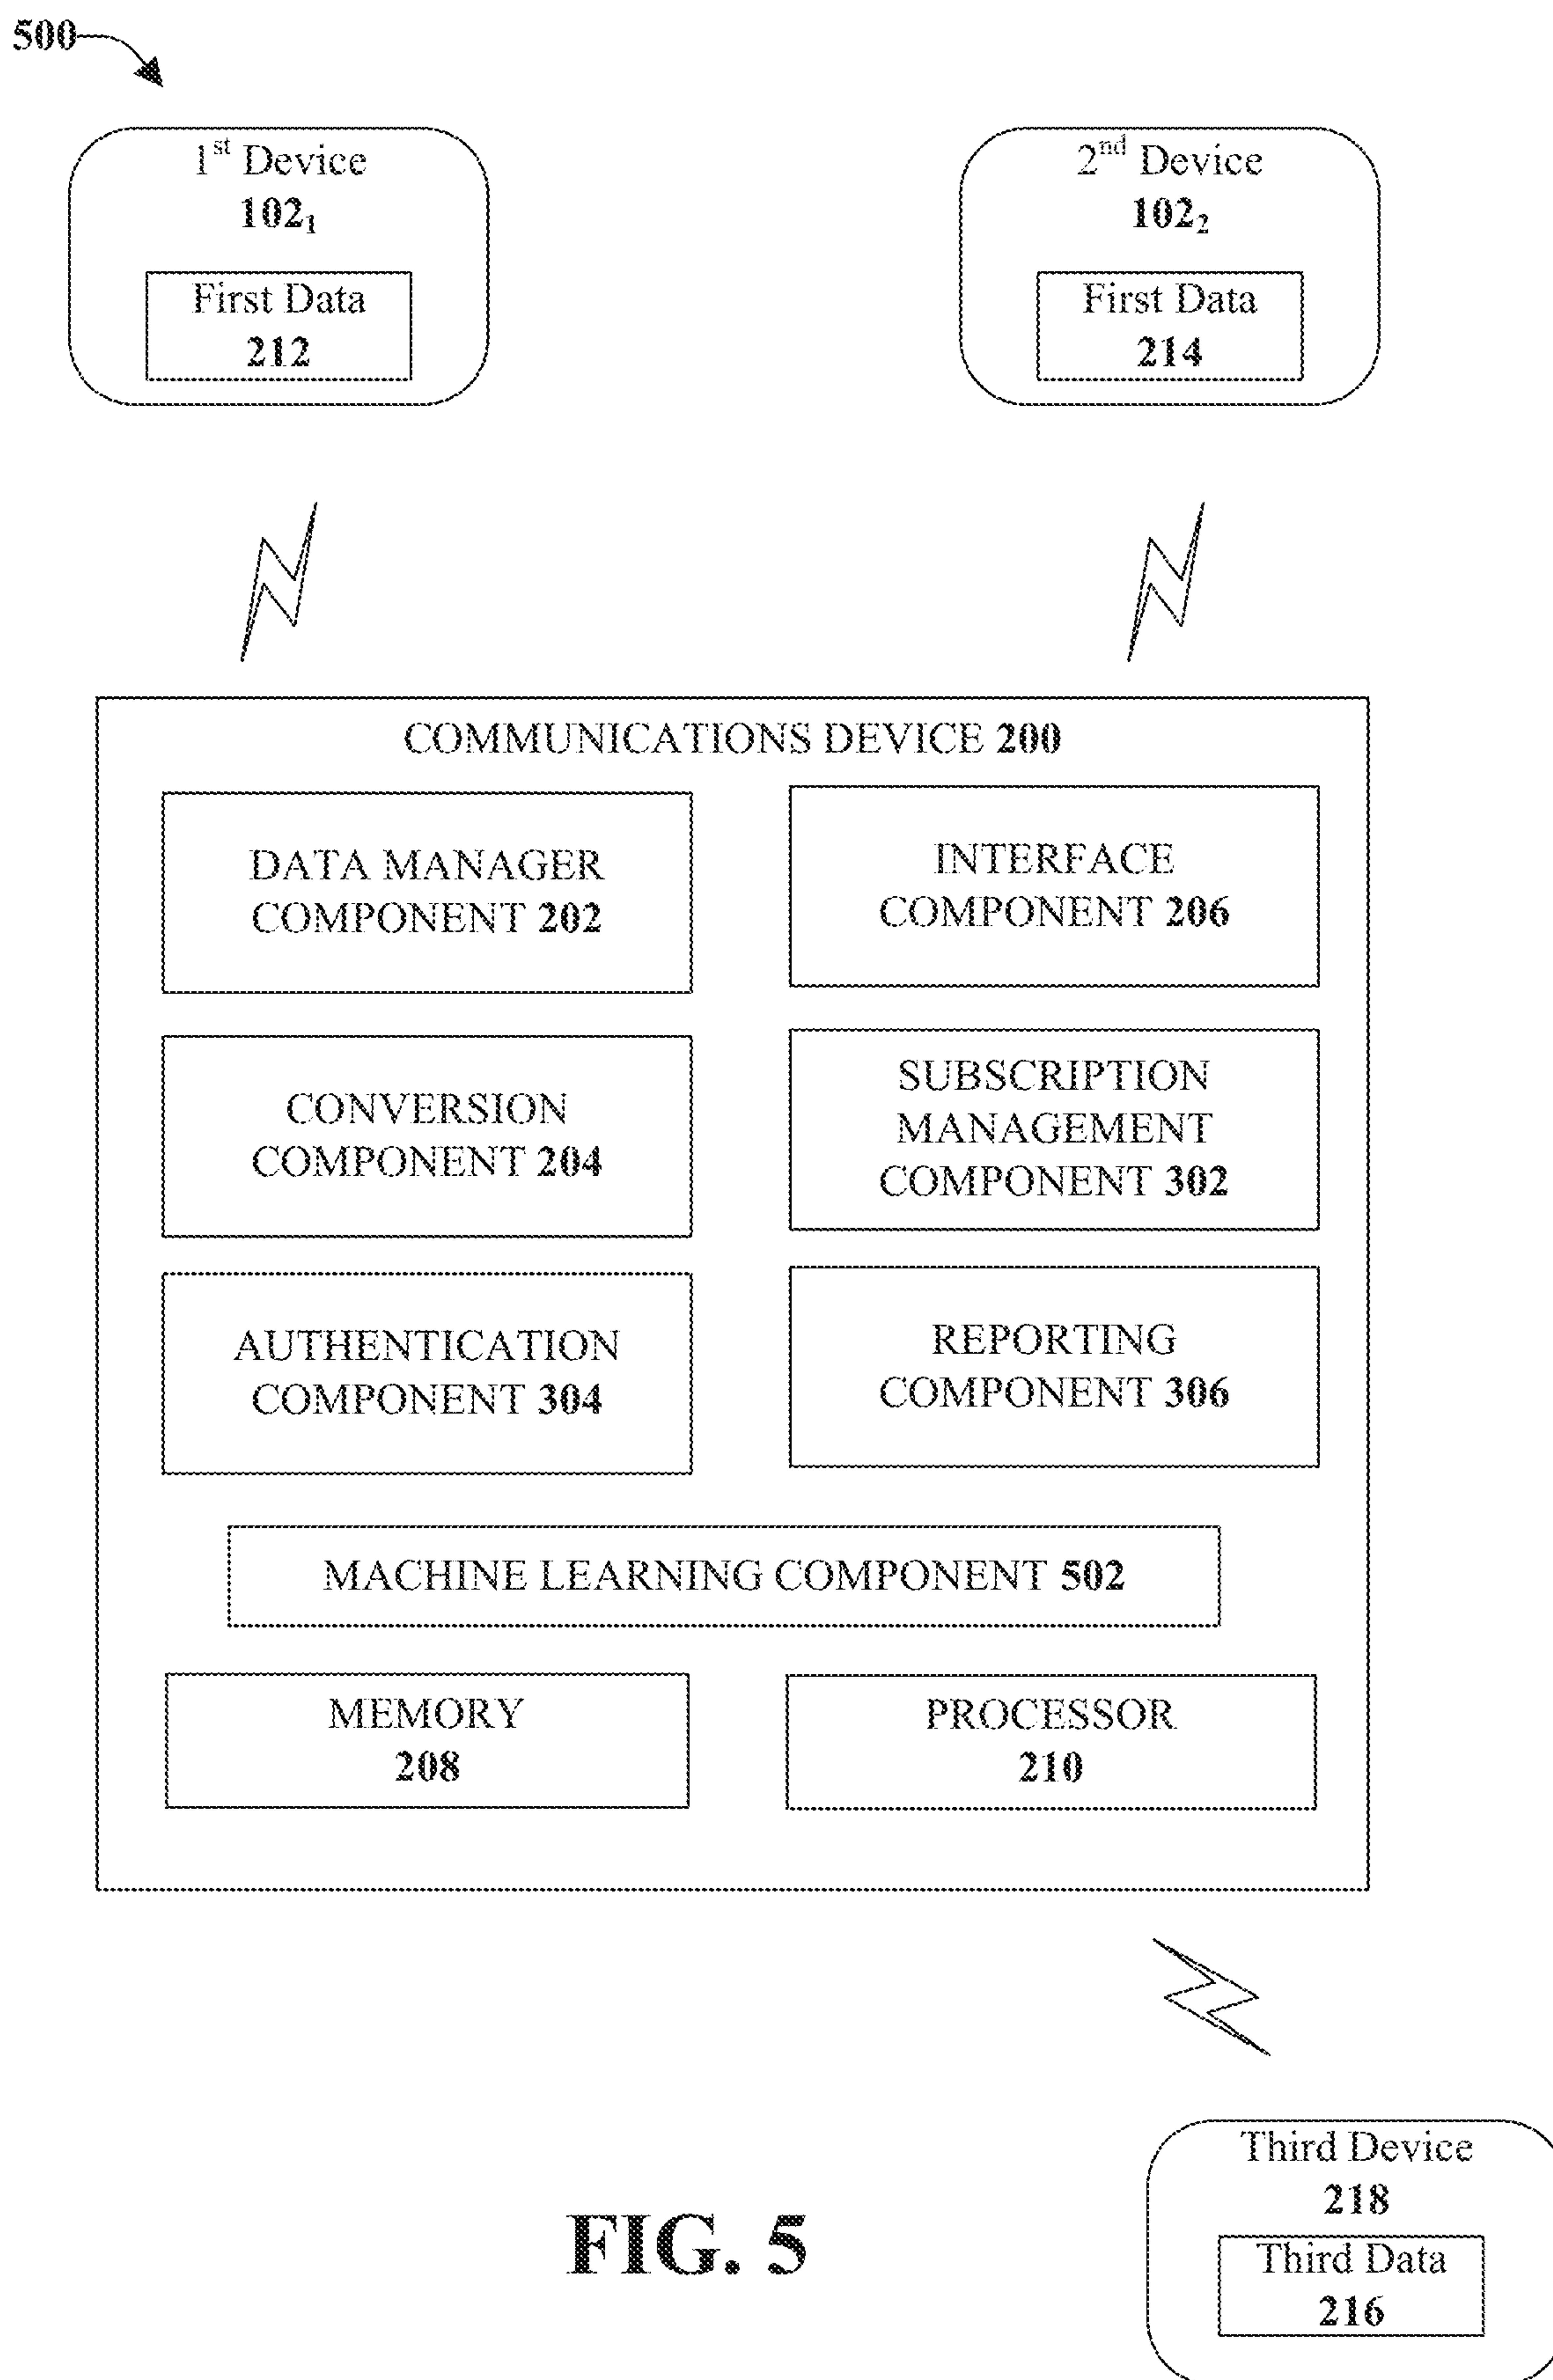 500
1st Device
102₁
First Data
212
2nd Device
102₂
First Data
214
COMMUNICATIONS DEVICE 200
DATA MANAGER
COMPONENT 202
INTERFACE
COMPONENT 206
CONVERSION
COMPONENT 204
SUBSCRIPTION
MANAGEMENT
COMPONENT 302
AUTHENTICATION
COMPONENT 304
REPORTING
COMPONENT 306
MACHINE LEARNING COMPONENT 502
MEMORY
208
PROCESSOR
210
Third Device
218
Third Data
216
FIG. 5